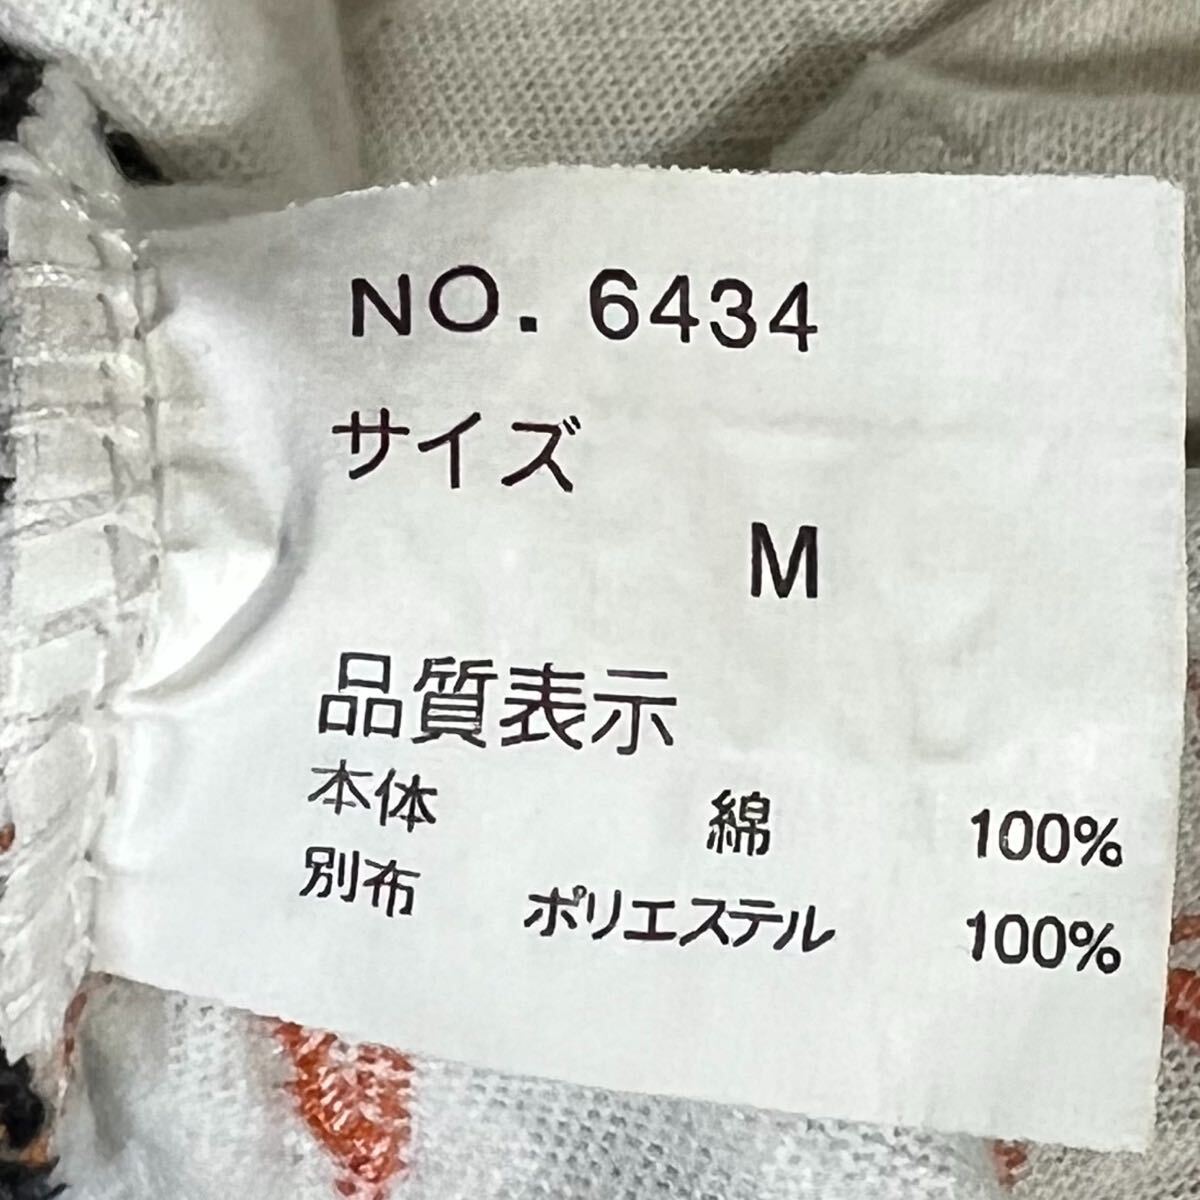 NO. 6434
サイズ
M
品質表示
本体 綿 100%
別布 ポリエステル 100%